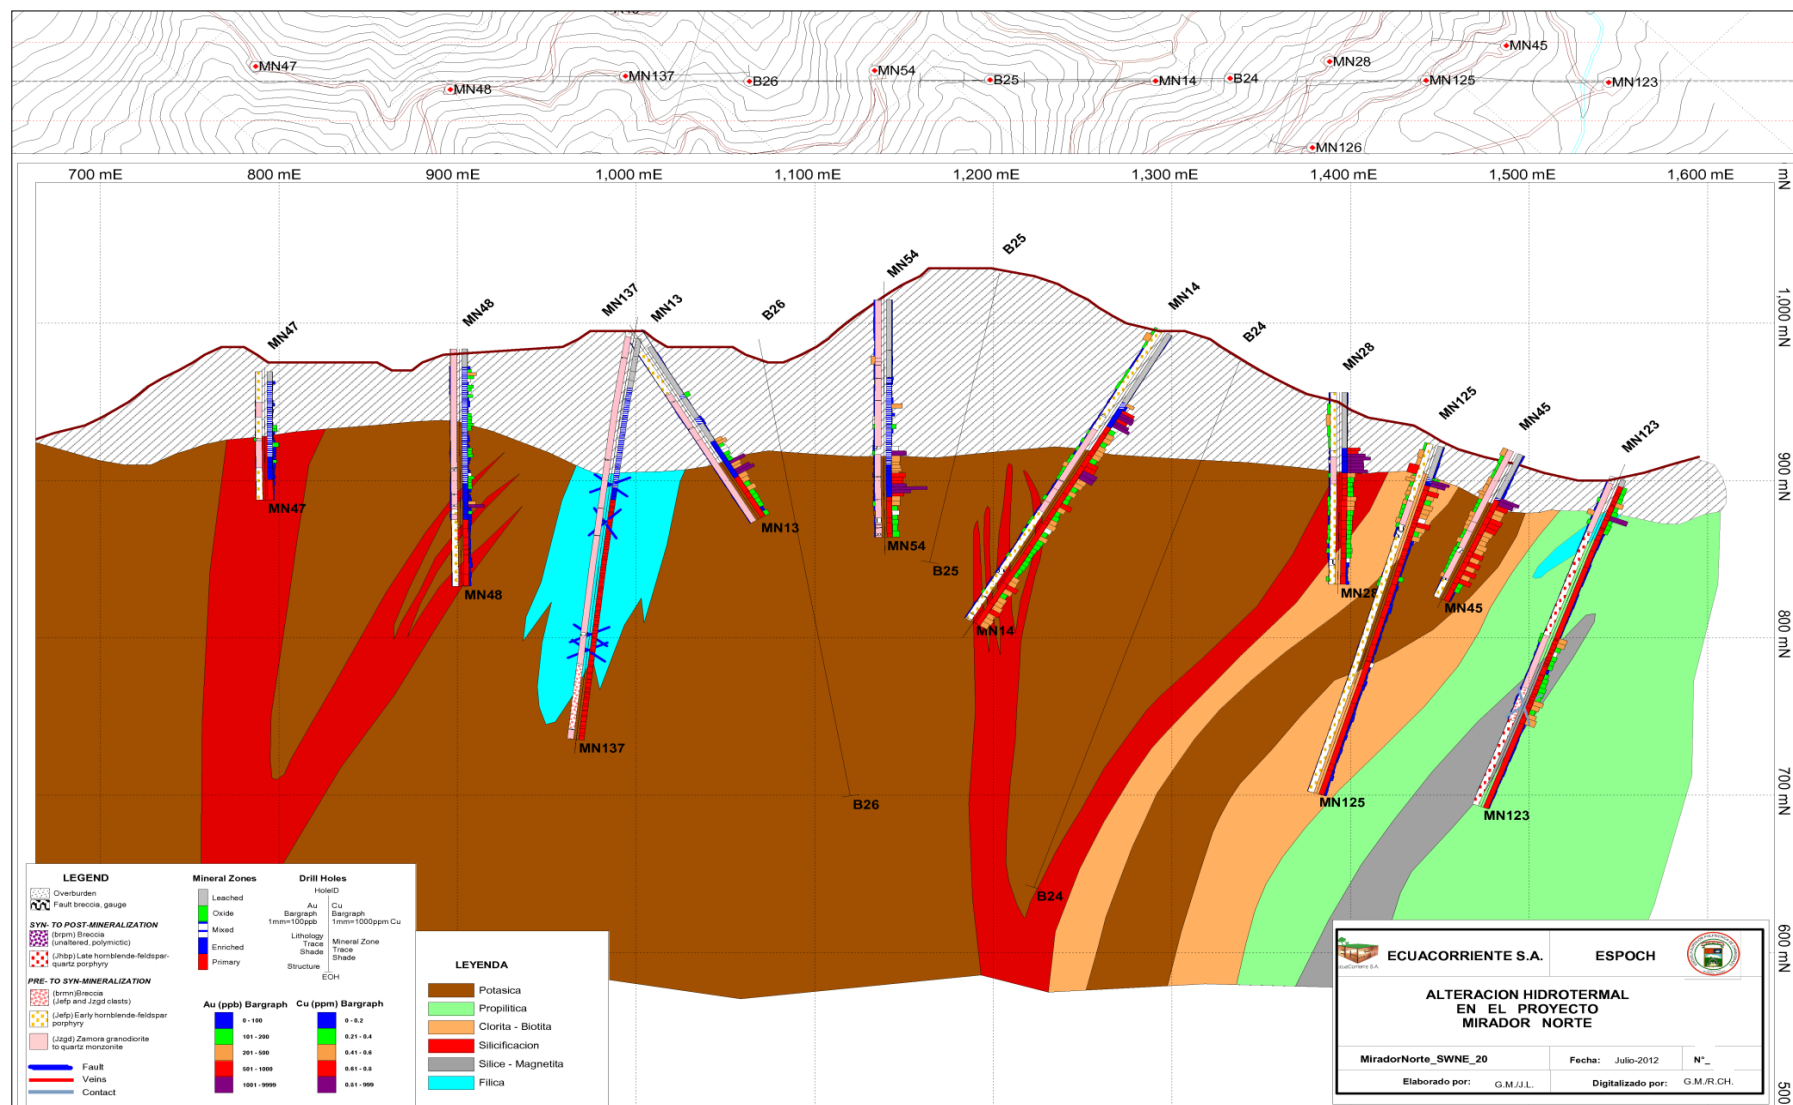 MN47
MN48
MN137
B26
MN54
B25
MN14
B24
MN28
MN125
MN45
MN123
MN126
700 mE
800 mE
900 mE
1,000 mE
1,100 mE
1,200 mE
1,300 mE
1,400 mE
1,500 mE
1,600 mE
mN
1,000 mN
900 mN
800 mN
700 mN
600 mN
500
MN47
MN48
MN137
MN13
B26
MN54
B25
MN14
B24
MN28
MN125
MN45
MN123
MN47
MN48
MN137
MN13
B26
MN54
B25
MN14
B24
MN28
MN125
MN45
MN123
LEGEND
Overburden
Fault breccia, gauge
SYN- TO POST-MINERALIZATION
(brpm) Breccia
(unaltered, polymictic)
(Jhbp) Late hornblende-feldspar-
quartz porphyry
PRE- TO SYN-MINERALIZATION
(brmn)Breccia
(Jefp and Jzgd clasts)
(Jefp) Early hornblende-feldspar
porphyry
(Jzgd) Zamora granodiorite
to quartz monzonite
Fault
Veins
Contact
Mineral Zones
Leached
Oxide
Mixed
Enriched
Primary
Drill Holes
HoleID
Au
Bargraph
1mm=100ppb
Cu
Bargraph
1mm=1000ppm Cu
Lithology
Trace
Shade
Mineral Zone
Trace
Shade
Structure
EOH
Au (ppb) Bargraph
0 - 100
101 - 200
201 - 500
501 - 1000
1001 - 9999
Cu (ppm) Bargraph
0 - 0.2
0.21 - 0.4
0.41 - 0.6
0.61 - 0.8
0.81 - 999
LEYENDA
Potasica
Propilitica
Clorita - Biotita
Silicificacion
Silice - Magnetita
Filica
EcuaCorriente S.A.
ECUACORRIENTE S.A.
ESPOCH
ALTERACION HIDROTERMAL
EN EL PROYECTO
MIRADOR NORTE
MiradorNorte_SWNE_20
Fecha: Julio-2012
N°_
Elaborado por: G.M./J.L.
Digitalizado por: G.M./R.CH.